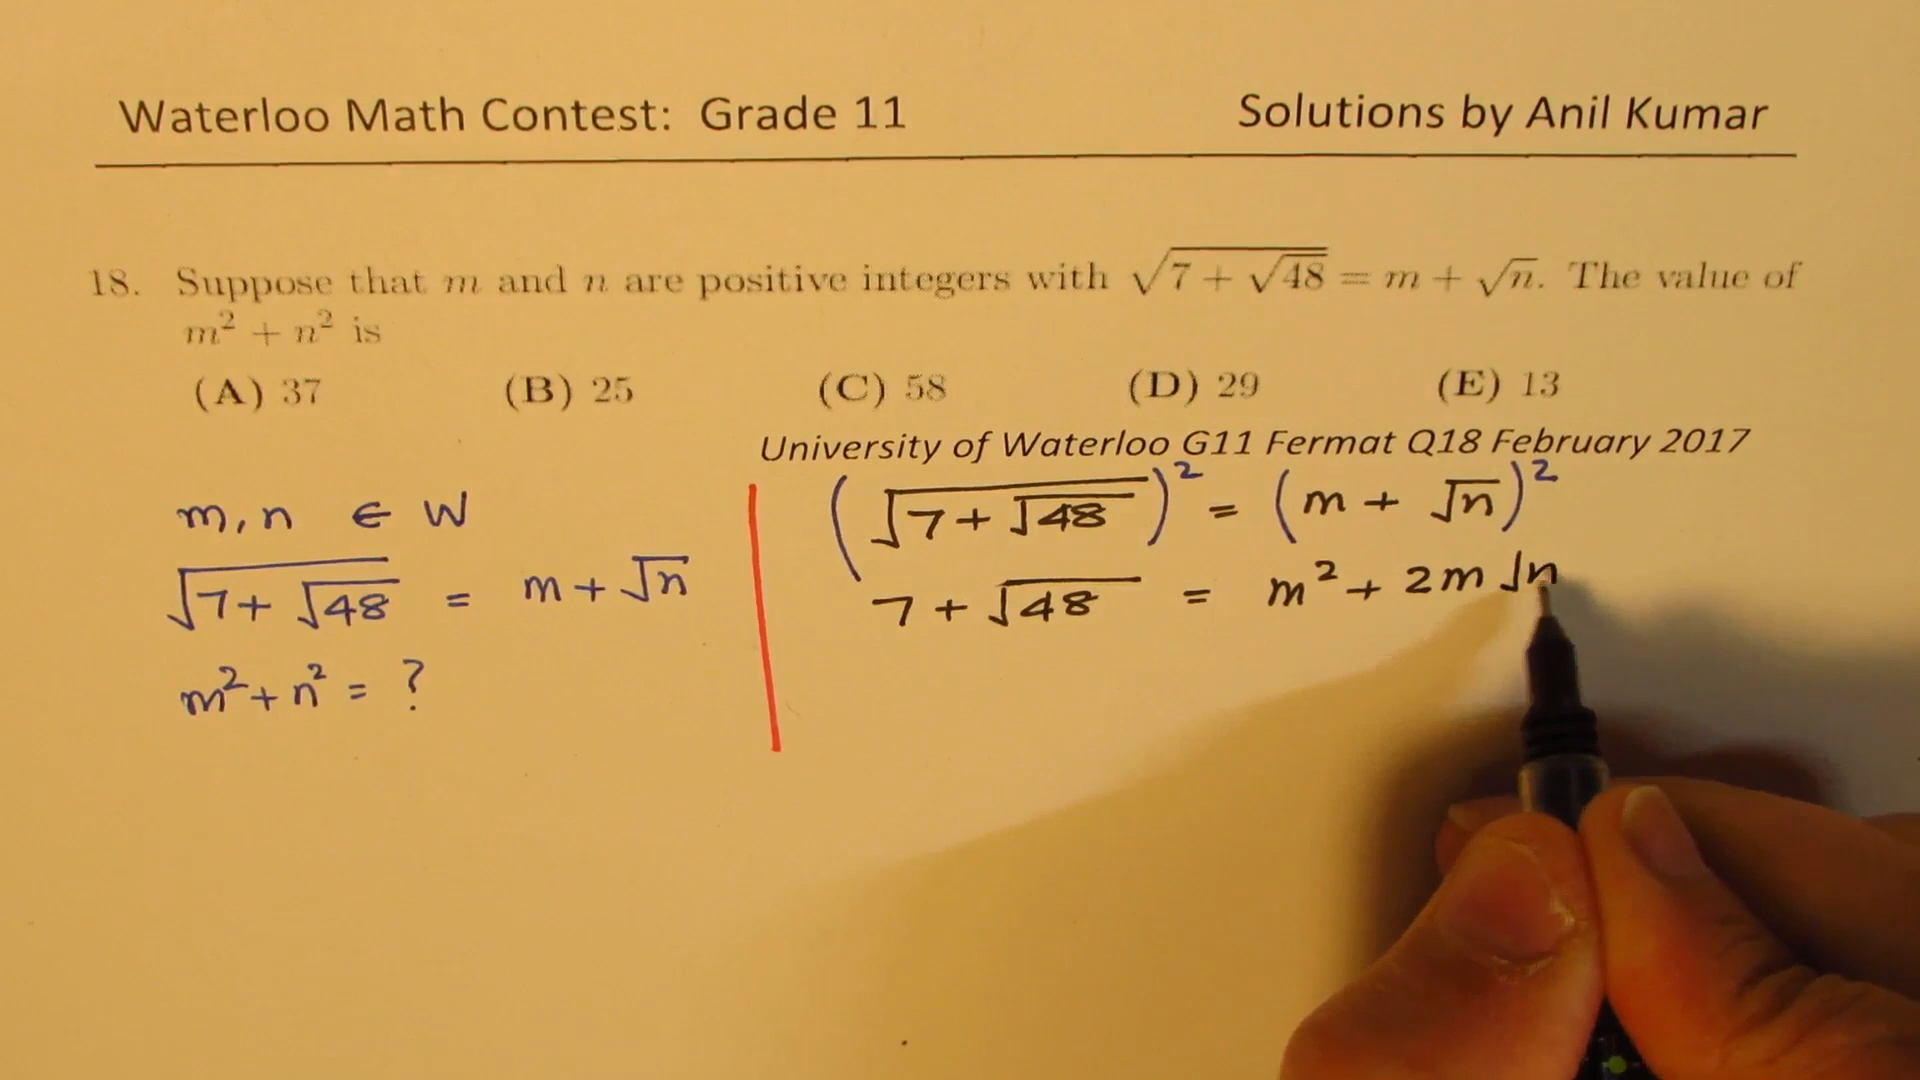 Waterloo Math Contest: Grade 11
Solutions by Anil Kumar
18. Suppose that m and n are positive integers with √(7 + √48) = m + √n. The value of
m² + n² is
(A) 37 (B) 25 (C) 58 (D) 29 (E) 13
University of Waterloo G11 Fermat Q18 February 2017
m, n ∈ W
√(7 + √48) = m + √n
m² + n² = ?
(√(7 + √48))² = (m + √n)²
7 + √48 = m² + 2m√n